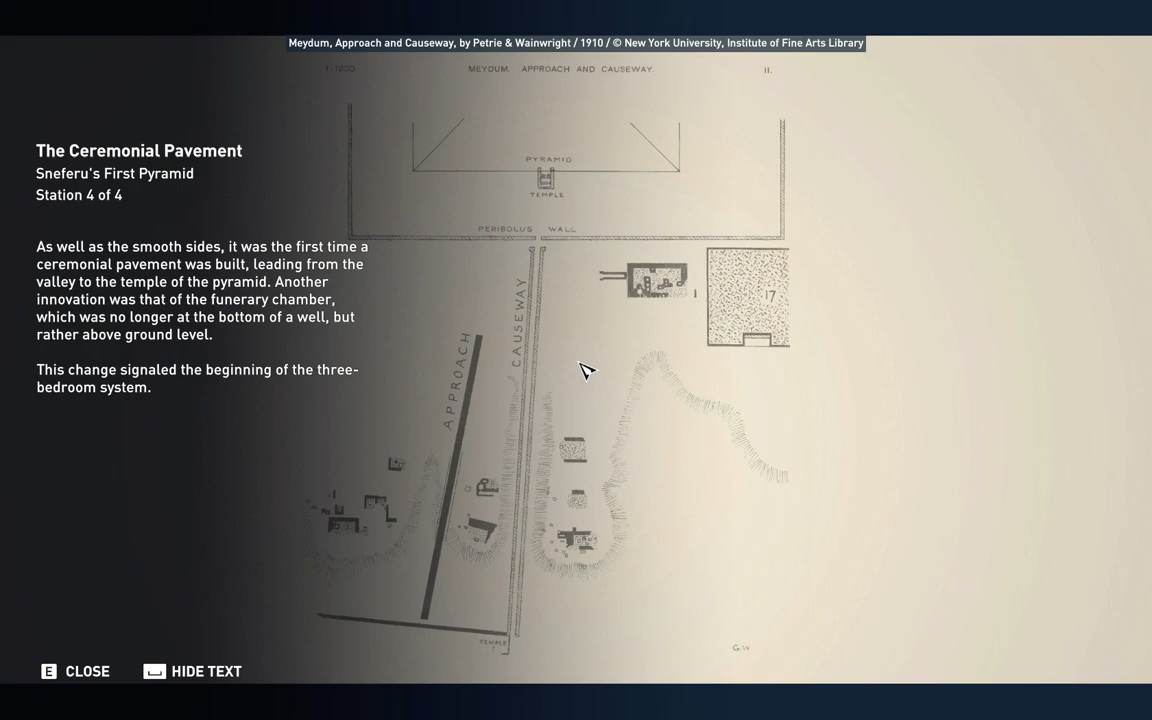 Meydum, Approach and Causeway, by Petrie & Wainwright / 1910 / © New York University, Institute of Fine Arts Library
1:1200
MEYDUM. APPROACH AND CAUSEWAY.
II.
The Ceremonial Pavement
Sneferu's First Pyramid
Station 4 of 4
As well as the smooth sides, it was the first time a
ceremonial pavement was built, leading from the
valley to the temple of the pyramid. Another
innovation was that of the funerary chamber,
which was no longer at the bottom of a well, but
rather above ground level.
This change signaled the beginning of the three-
bedroom system.
PYRAMID
TEMPLE
PERIBOLUS WALL
17
CAUSEWAY
APPROACH
TEMPLE
?
G.W
E CLOSE
HIDE TEXT